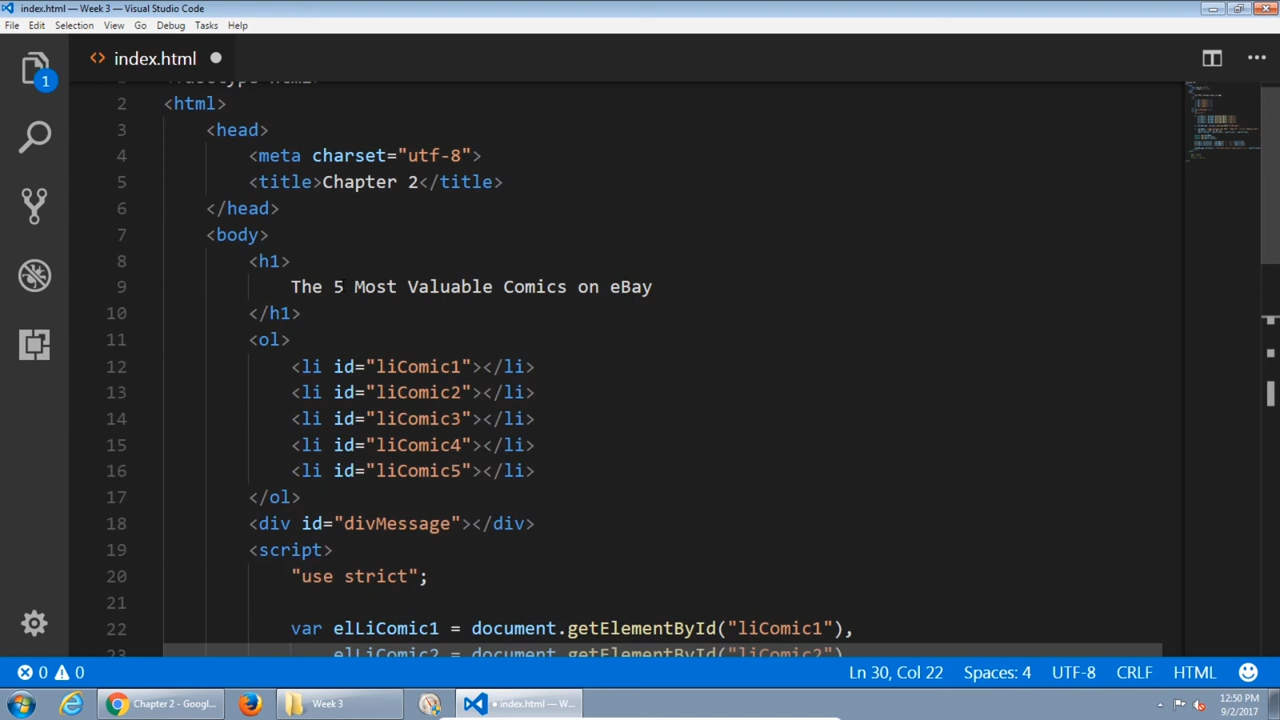 index.html — Week 3 — Visual Studio Code
File Edit Selection View Go Debug Tasks Help
1
<> index.html
2 <html>
3 <head>
4 <meta charset="utf-8">
5 <title>Chapter 2</title>
6 </head>
7 <body>
8 <h1>
9 The 5 Most Valuable Comics on eBay
10 </h1>
11 <ol>
12 <li id="liComic1"></li>
13 <li id="liComic2"></li>
14 <li id="liComic3"></li>
15 <li id="liComic4"></li>
16 <li id="liComic5"></li>
17 </ol>
18 <div id="divMessage"></div>
19 <script>
20 "use strict";
21
22 var elLiComic1 = document.getElementById("liComic1"),
23 elLiComic2 = document.getElementById("liComic2")
0 0 Ln 30, Col 22 Spaces: 4 UTF-8 CRLF HTML
Chapter 2 - Googl... Week 3 index.html — W... 12:50 PM
9/2/2017